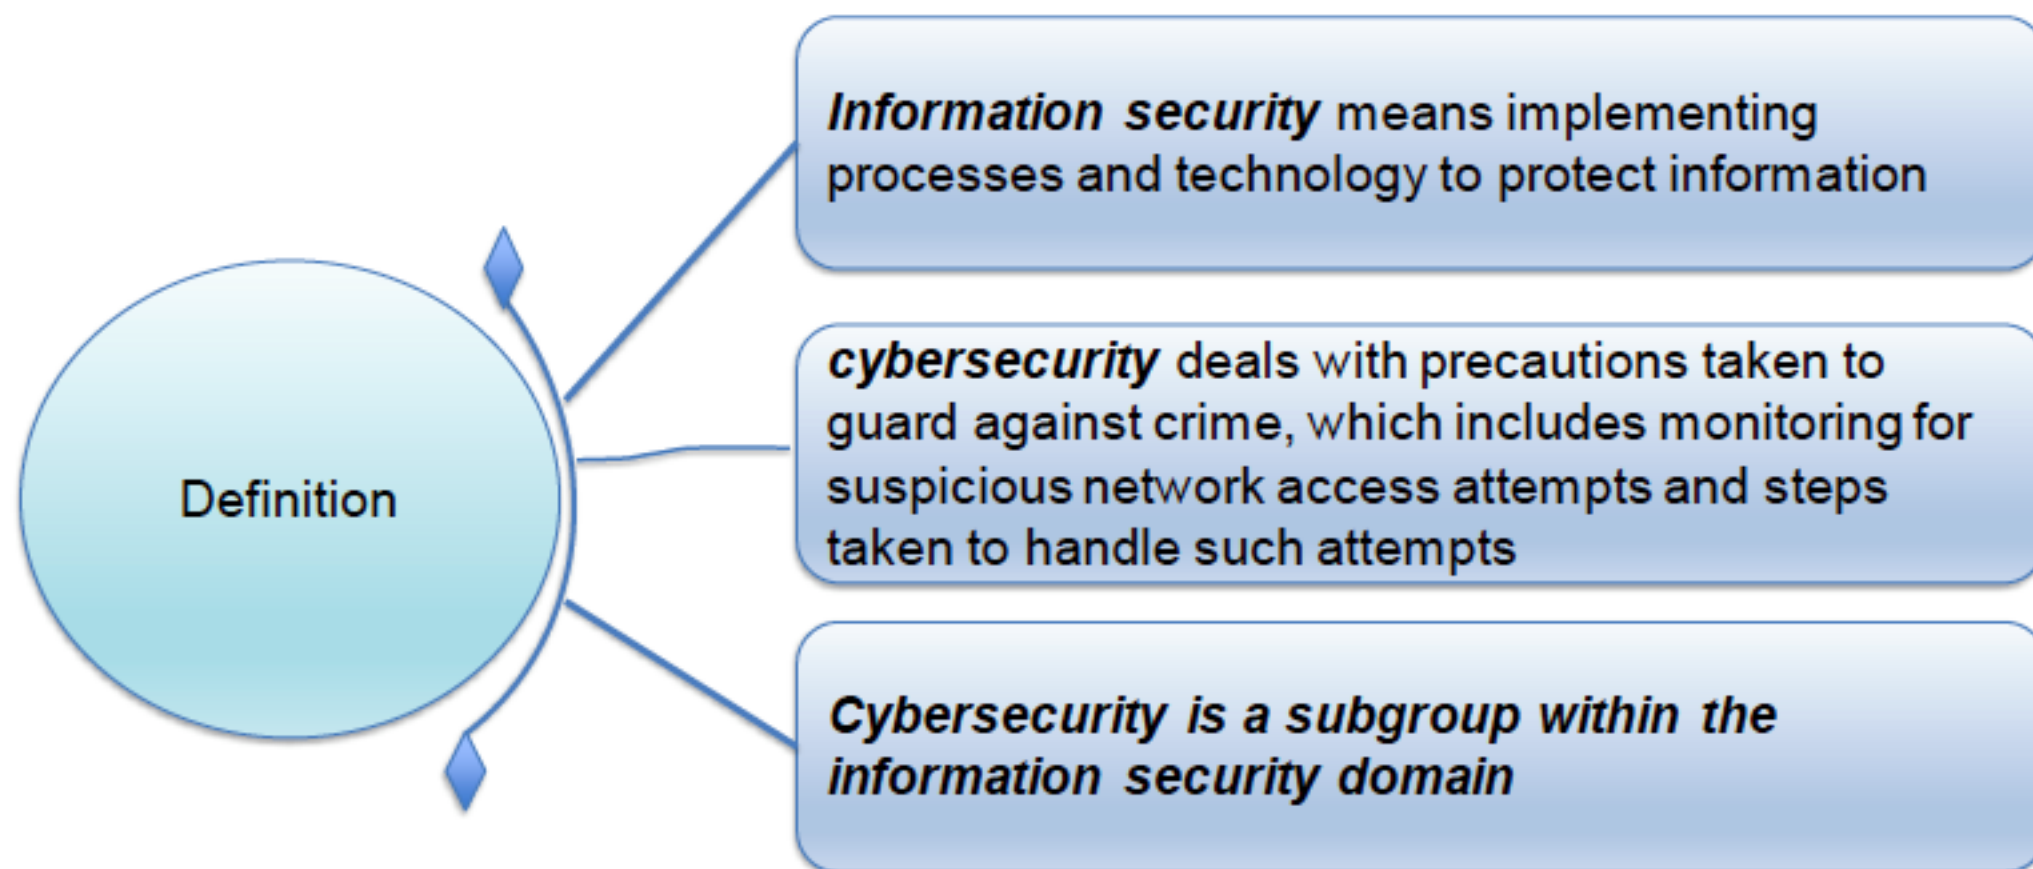 Definition
Information security means implementing
processes and technology to protect information
cybersecurity deals with precautions taken to
guard against crime, which includes monitoring for
suspicious network access attempts and steps
taken to handle such attempts
Cybersecurity is a subgroup within the
information security domain